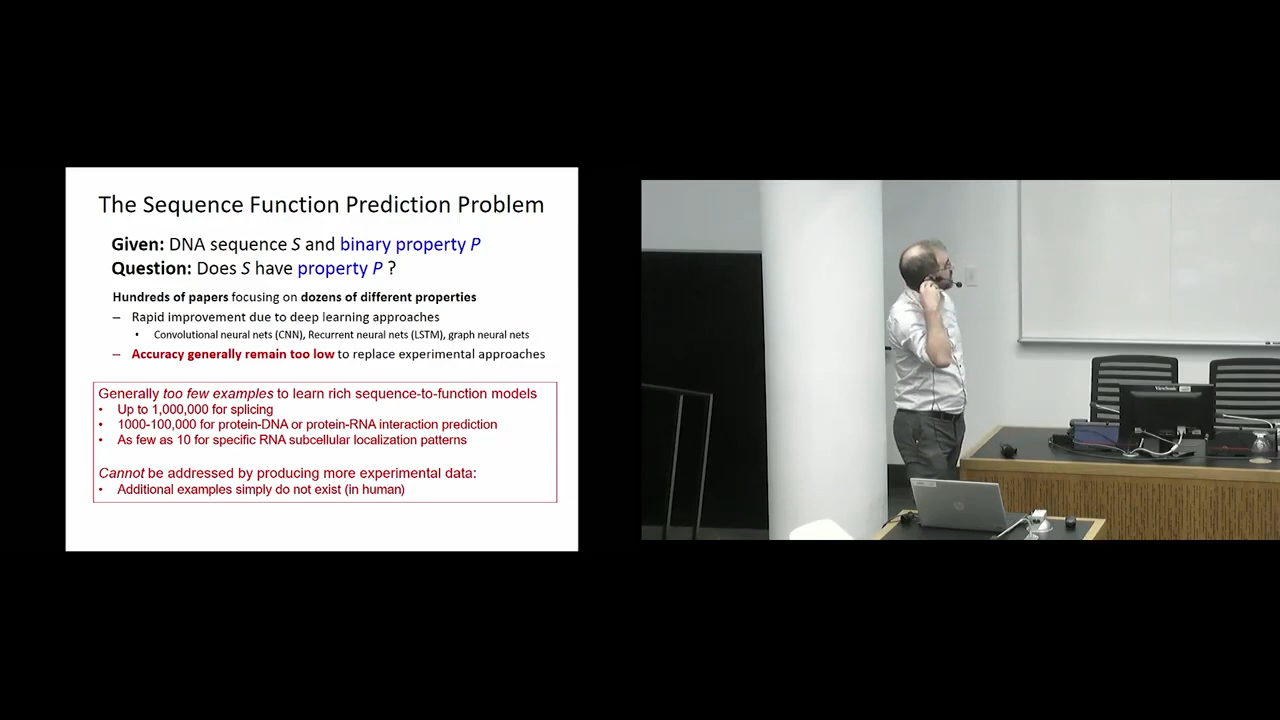 The Sequence Function Prediction Problem
Given: DNA sequence S and binary property P
Question: Does S have property P ?
Hundreds of papers focusing on dozens of different properties
– Rapid improvement due to deep learning approaches
• Convolutional neural nets (CNN), Recurrent neural nets (LSTM), graph neural nets
– Accuracy generally remain too low to replace experimental approaches
Generally too few examples to learn rich sequence-to-function models
• Up to 1,000,000 for splicing
• 1000-100,000 for protein-DNA or protein-RNA interaction prediction
• As few as 10 for specific RNA subcellular localization patterns
Cannot be addressed by producing more experimental data:
• Additional examples simply do not exist (in human)
ViewSonic
hp